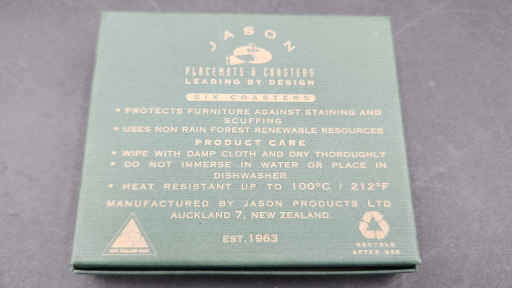 JASON
PLACEMATS & COASTERS
LEADING BY DESIGN
SIX COASTERS
• PROTECTS FURNITURE AGAINST STAINING AND
SCUFFING
• USES NON RAIN FOREST RENEWABLE RESOURCES
PRODUCT CARE
• WIPE WITH DAMP CLOTH AND DRY THOROUGHLY
• DO NOT IMMERSE IN WATER OR PLACE IN
DISHWASHER
• HEAT RESISTANT UP TO 100°C / 212°F
MANUFACTURED BY JASON PRODUCTS LTD
AUCKLAND 7, NEW ZEALAND.
EST.1963
RECYCLE
AFTER USE